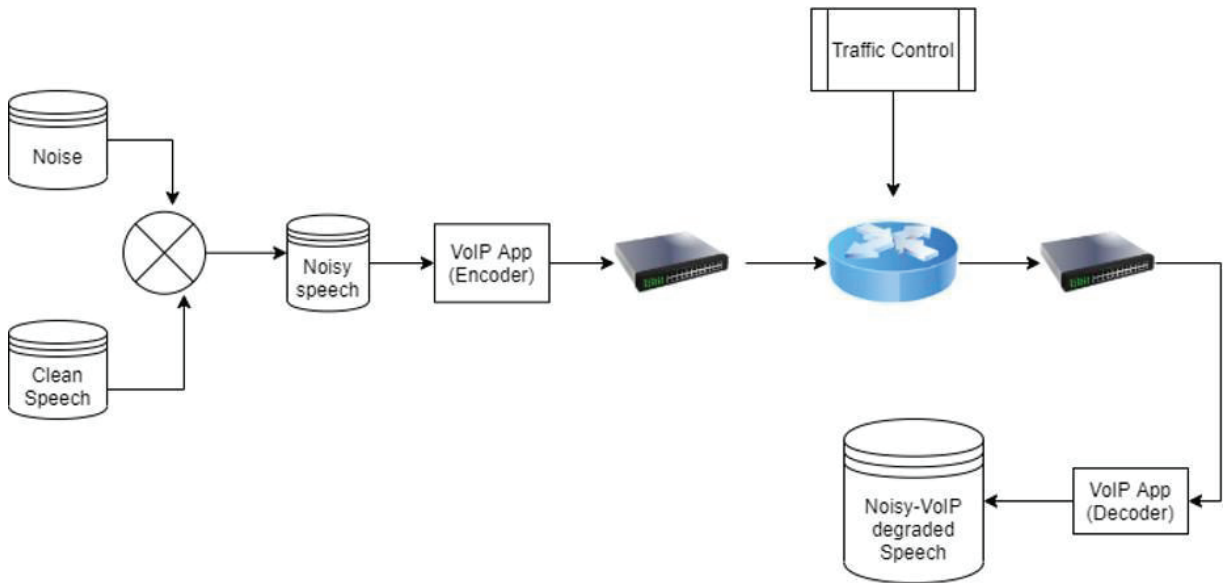 Traffic Control
Noise
Noisy
speech
VoIP App
(Encoder)
Clean
Speech
Noisy-VoIP
degraded
Speech
VoIP App
(Decoder)